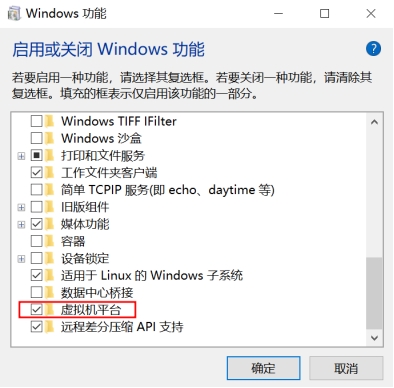 Windows 功能
启用或关闭 Windows 功能
若要启用一种功能，请选择其复选框。若要关闭一种功能，请清除其
复选框。填充的框表示仅启用该功能的一部分。
Windows TIFF IFilter
Windows 沙盒
打印和文件服务
工作文件夹客户端
简单 TCPIP 服务(即 echo、daytime 等)
旧版组件
媒体功能
容器
设备锁定
适用于 Linux 的 Windows 子系统
数据中心桥接
虚拟机平台
远程差分压缩 API 支持
确定
取消